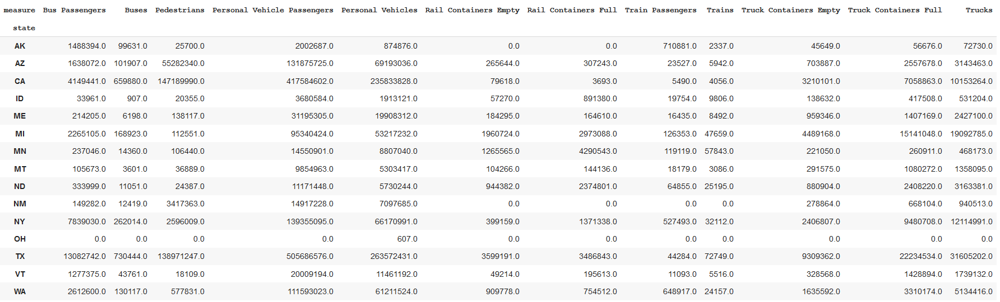 measure Bus Passengers Buses Pedestrians Personal Vehicle Passengers Personal Vehicles Rail Containers Empty Rail Containers Full Train Passengers Trains Truck Containers Empty Truck Containers Full Trucks
state
AK 1488394.0 99631.0 25700.0 2002687.0 874876.0 0.0 0.0 710881.0 2337.0 45649.0 56676.0 72730.0
AZ 1638072.0 101907.0 55282340.0 131875725.0 69193036.0 265644.0 307243.0 23527.0 5942.0 703887.0 2557678.0 3143463.0
CA 4149441.0 659880.0 147189990.0 417584602.0 235833828.0 79618.0 3693.0 5490.0 4056.0 3210101.0 7058863.0 10153264.0
ID 33961.0 907.0 20355.0 3680584.0 1913121.0 57270.0 891380.0 19754.0 9806.0 138632.0 417508.0 531204.0
ME 214205.0 6198.0 138117.0 31195305.0 19908312.0 184295.0 164610.0 16435.0 8492.0 959346.0 1407169.0 2427100.0
MI 2265105.0 168923.0 112551.0 95340424.0 53217232.0 1960724.0 2973088.0 126353.0 47659.0 4489168.0 15141048.0 19092785.0
MN 237046.0 14360.0 106440.0 14550901.0 8807040.0 1265565.0 4290543.0 119119.0 57843.0 221050.0 260911.0 468173.0
MT 105673.0 3601.0 36889.0 9854963.0 5303417.0 104266.0 144136.0 18179.0 3086.0 291575.0 1080272.0 1358095.0
ND 333999.0 11051.0 24387.0 11171448.0 5730244.0 944382.0 2374801.0 64855.0 25195.0 880904.0 2408220.0 3163381.0
NM 149282.0 12419.0 3417363.0 14917228.0 7097685.0 0.0 0.0 0.0 0.0 278864.0 668104.0 940513.0
NY 7839030.0 262014.0 2596009.0 139355095.0 66170991.0 399159.0 1371338.0 527493.0 32112.0 2406807.0 9480708.0 12114991.0
OH 0.0 0.0 0.0 0.0 607.0 0.0 0.0 0.0 0.0 0.0 0.0 0.0
TX 13082742.0 730444.0 138971247.0 505686576.0 263572431.0 3599191.0 3486843.0 44284.0 72749.0 9309362.0 22234534.0 31605202.0
VT 1277375.0 43761.0 18109.0 20009194.0 11461192.0 49214.0 195613.0 11093.0 5516.0 328568.0 1428894.0 1739132.0
WA 2612600.0 130117.0 577831.0 111593023.0 61211524.0 909778.0 754512.0 648917.0 24157.0 1635592.0 3310174.0 5134416.0